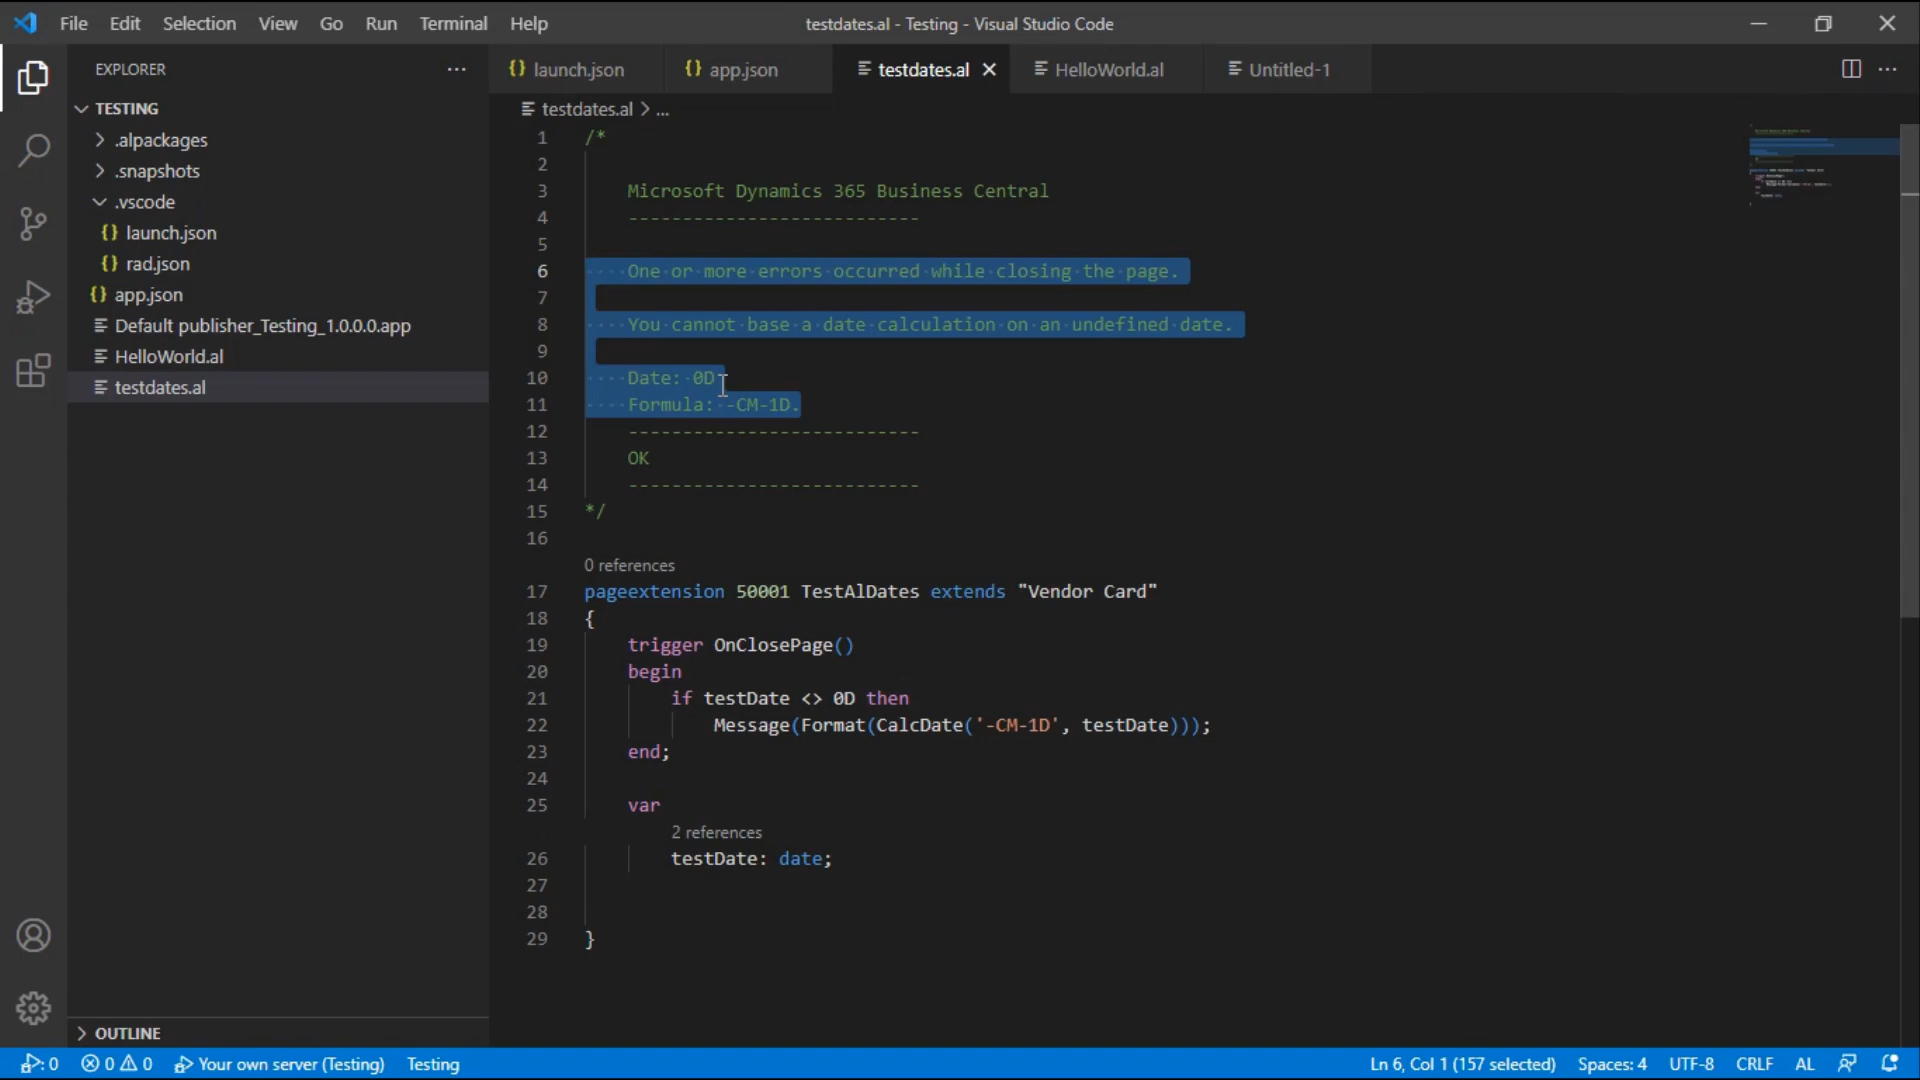 File Edit Selection View Go Run Terminal Help testdates.al - Testing - Visual Studio Code
EXPLORER
TESTING
.alpackages
.snapshots
.vscode
{} launch.json
{} rad.json
{} app.json
Default publisher_Testing_1.0.0.0.app
HelloWorld.al
testdates.al
OUTLINE
{} launch.json {} app.json testdates.al HelloWorld.al Untitled-1
testdates.al > ...
1 /*
2
3 Microsoft Dynamics 365 Business Central
4 ---------------------------
5
6 ····One·or·more·errors·occurred·while·closing·the·page.
7
8 ····You·cannot·base·a·date·calculation·on·an·undefined·date.
9
10 ····Date:·0D
11 ····Formula:·-CM-1D.
12 ---------------------------
13 OK
14 ---------------------------
15 */
16
0 references
17 pageextension 50001 TestAlDates extends "Vendor Card"
18 {
19 trigger OnClosePage()
20 begin
21 if testDate <> 0D then
22 Message(Format(CalcDate('-CM-1D', testDate)));
23 end;
24
25 var
2 references
26 testDate: date;
27
28
29 }
0 0 0 Your own server (Testing) Testing Ln 6, Col 1 (157 selected) Spaces: 4 UTF-8 CRLF AL